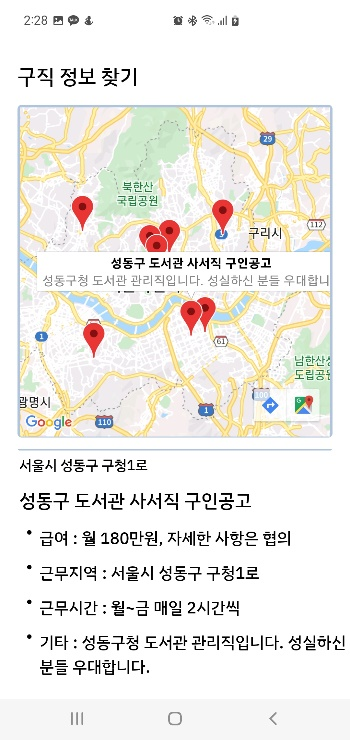 2:28
구직 정보 찾기
29
북한산
국립공원
112
구리시
성동구 도서관 사서직 구인공고
성동구청 도서관 관리직입니다. 성실하신 분들 우대합니
1
61
남한산성
도립공원
100
광명시
1
Google
110
서울시 성동구 구청1로
성동구 도서관 사서직 구인공고
• 급여 : 월 180만원, 자세한 사항은 협의
• 근무지역 : 서울시 성동구 구청1로
• 근무시간 : 월~금 매일 2시간씩
• 기타 : 성동구청 도서관 관리직입니다. 성실하신
분들 우대합니다.